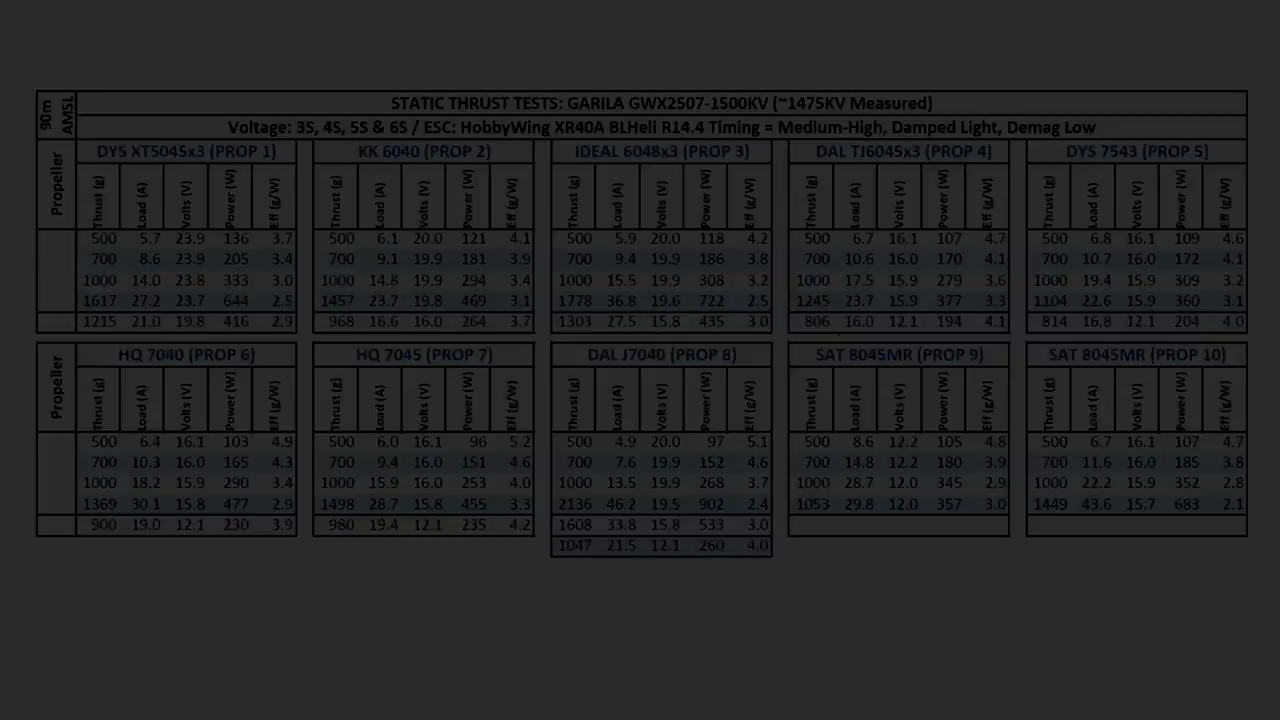 90m AMSL
STATIC THRUST TESTS: GARILA GWX2507-1500KV (~1475KV Measured)
Voltage: 3S, 4S, 5S & 6S / ESC: HobbyWing XR40A BLHeli R14.4 Timing = Medium-High, Damped Light, Demag Low
Propeller DYS XT5045x3 (PROP 1) KK 6040 (PROP 2) IDEAL 6048x3 (PROP 3) DAL TJ6045x3 (PROP 4) DYS 7543 (PROP 5)
Thrust (g) Load (A) Volts (V) Power (W) Eff (g/W) Thrust (g) Load (A) Volts (V) Power (W) Eff (g/W) Thrust (g) Load (A) Volts (V) Power (W) Eff (g/W) Thrust (g) Load (A) Volts (V) Power (W) Eff (g/W) Thrust (g) Load (A) Volts (V) Power (W) Eff (g/W)
500 5.7 23.9 136 3.7 500 6.1 20.0 121 4.1 500 5.9 20.0 118 4.2 500 6.7 16.1 107 4.7 500 6.8 16.1 109 4.6
700 8.6 23.9 205 3.4 700 9.1 19.9 181 3.9 700 9.4 19.9 186 3.8 700 10.6 16.0 170 4.1 700 10.7 16.0 172 4.1
1000 14.0 23.8 333 3.0 1000 14.8 19.9 294 3.4 1000 15.5 19.9 308 3.2 1000 17.5 15.9 279 3.6 1000 19.4 15.9 309 3.2
1617 27.2 23.7 644 2.5 1457 23.7 19.8 469 3.1 1778 36.8 19.6 722 2.5 1245 23.7 15.9 377 3.3 1104 22.6 15.9 360 3.1
1215 21.0 19.8 416 2.9 968 16.6 16.0 264 3.7 1303 27.5 15.8 435 3.0 806 16.0 12.1 194 4.1 814 16.8 12.1 204 4.0
Propeller HQ 7040 (PROP 6) HQ 7045 (PROP 7) DAL J7040 (PROP 8) SAT 8045MR (PROP 9) SAT 8045MR (PROP 10)
Thrust (g) Load (A) Volts (V) Power (W) Eff (g/W) Thrust (g) Load (A) Volts (V) Power (W) Eff (g/W) Thrust (g) Load (A) Volts (V) Power (W) Eff (g/W) Thrust (g) Load (A) Volts (V) Power (W) Eff (g/W) Thrust (g) Load (A) Volts (V) Power (W) Eff (g/W)
500 6.4 16.1 103 4.9 500 6.0 16.1 96 5.2 500 4.9 20.0 97 5.1 500 8.6 12.2 105 4.8 500 6.7 16.1 107 4.7
700 10.3 16.0 165 4.3 700 9.4 16.0 151 4.6 700 7.6 19.9 152 4.6 700 14.8 12.2 180 3.9 700 11.6 16.0 185 3.8
1000 18.2 15.9 290 3.4 1000 15.9 16.0 253 4.0 1000 13.5 19.9 268 3.7 1000 28.7 12.0 345 2.9 1000 22.2 15.9 352 2.8
1369 30.1 15.8 477 2.9 1498 28.7 15.8 455 3.3 2136 46.2 19.5 902 2.4 1053 29.8 12.0 357 3.0 1449 43.6 15.7 683 2.1
900 19.0 12.1 230 3.9 980 19.4 12.1 235 4.2 1608 33.8 15.8 533 3.0
1047 21.5 12.1 260 4.0